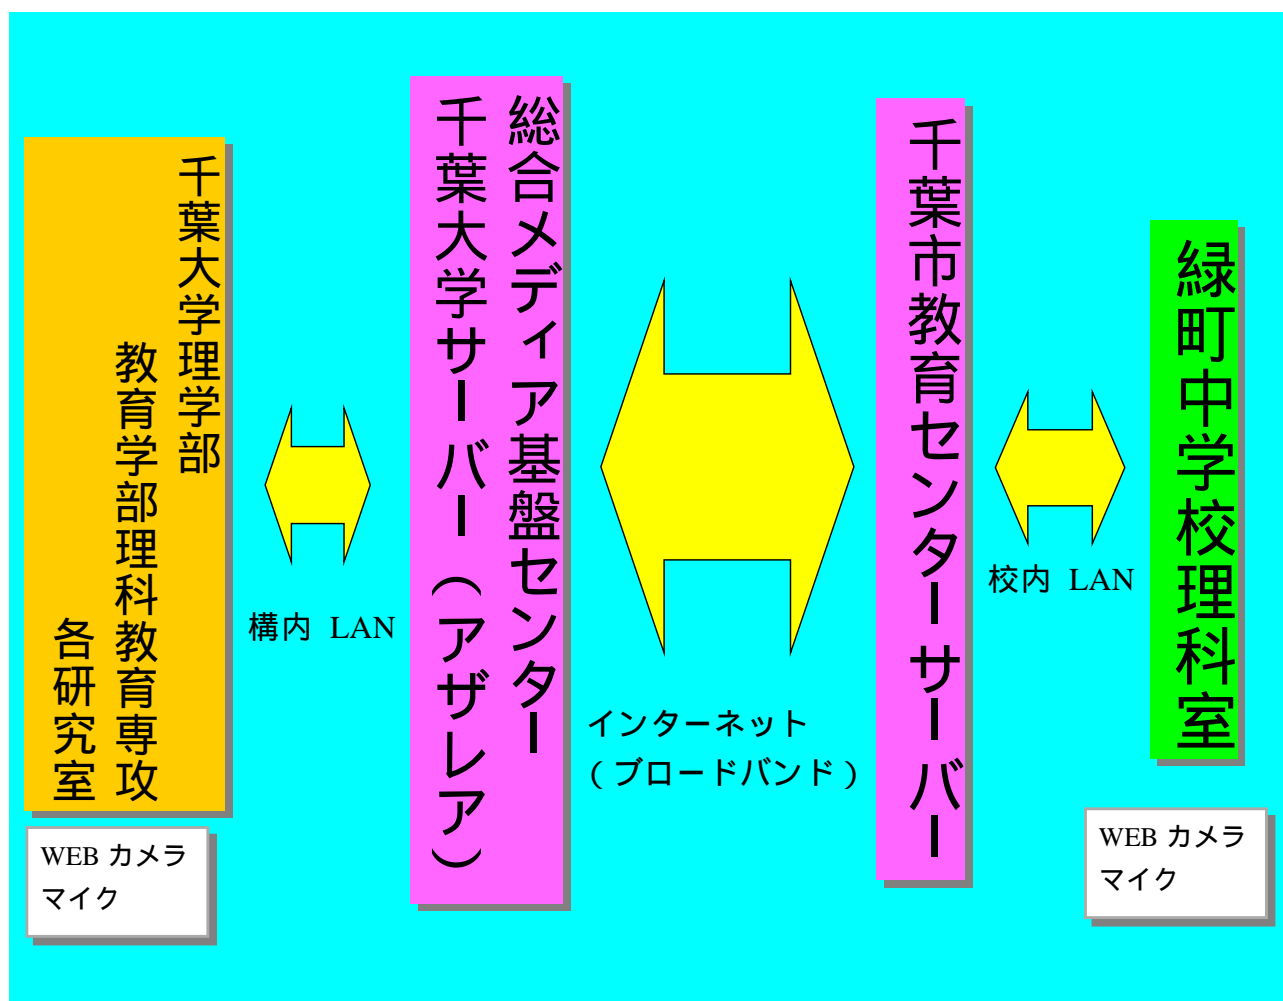 千葉大学理学部
教育学部理科教育専攻
各研究室
WEB カメラ
マイク
構内 LAN
総合メディア基盤センター
千葉大学サーバー（アザレア）
インターネット
（ブロードバンド）
千葉市教育センターサーバー
校内 LAN
緑町中学校理科室
WEB カメラ
マイク